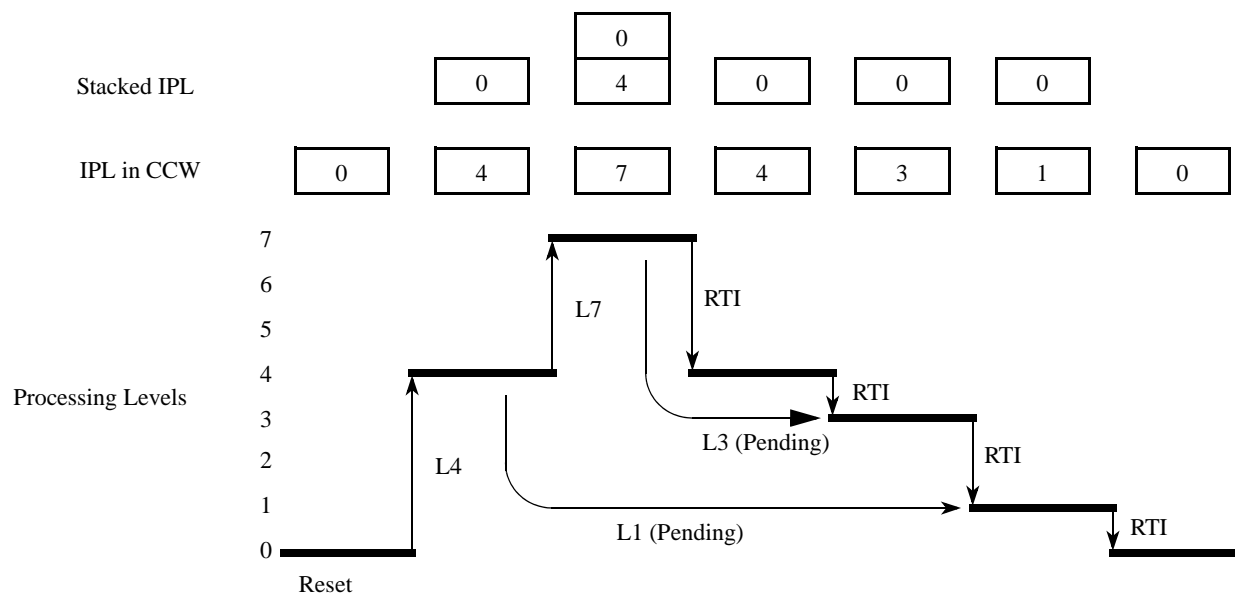 0
Stacked IPL 0 4 0 0 0
IPL in CCW 0 4 7 4 3 1 0
7
6
L7 RTI
5
4
RTI
Processing Levels
3
L3 (Pending)
2
L4 RTI
1
L1 (Pending) RTI
0
Reset